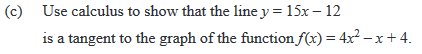 (c) Use calculus to show that the line y = 15x – 12
is a tangent to the graph of the function f(x) = 4x² – x + 4.